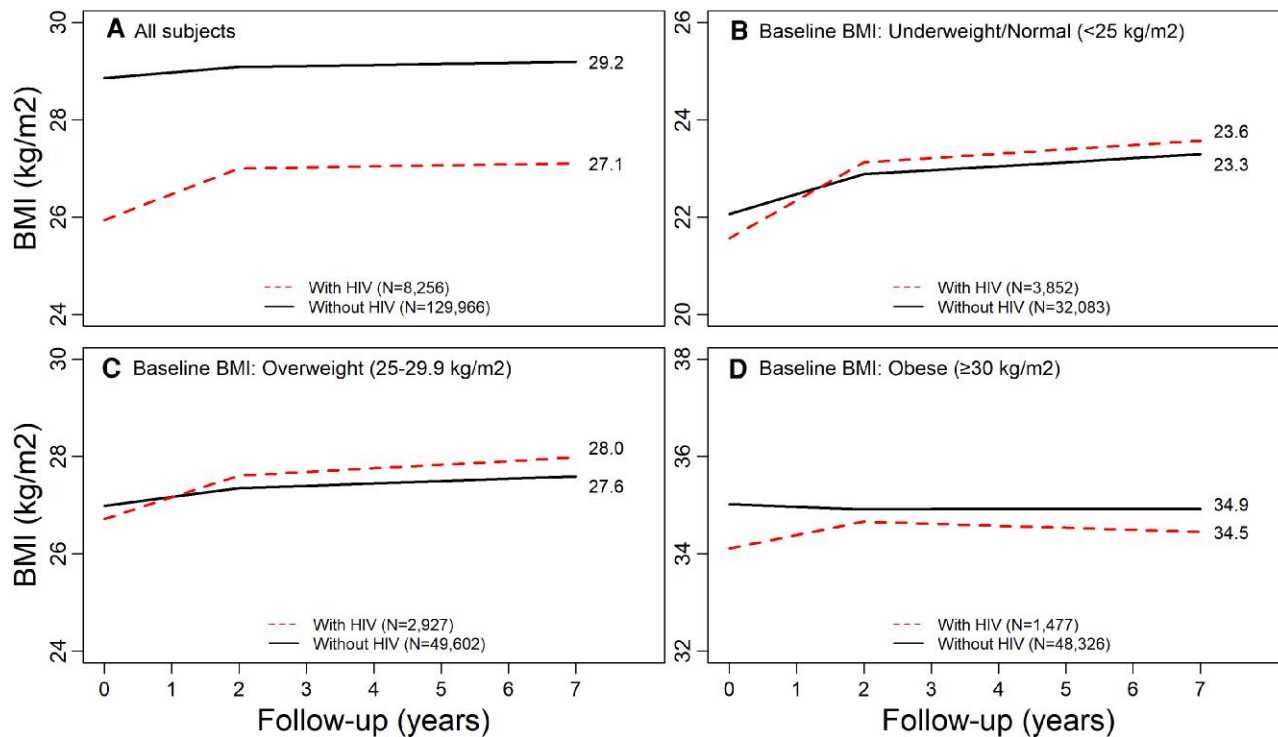 A All subjects
BMI (kg/m2)
30
28
26
24
29.2
27.1
With HIV (N=8,256)
Without HIV (N=129,966)
B Baseline BMI: Underweight/Normal (<25 kg/m2)
26
24
22
20
23.6
23.3
With HIV (N=3,852)
Without HIV (N=32,083)
C Baseline BMI: Overweight (25-29.9 kg/m2)
BMI (kg/m2)
30
28
26
24
28.0
27.6
With HIV (N=2,927)
Without HIV (N=49,602)
0 1 2 3 4 5 6 7
Follow-up (years)
D Baseline BMI: Obese (≥30 kg/m2)
38
36
34
32
34.9
34.5
With HIV (N=1,477)
Without HIV (N=48,326)
0 1 2 3 4 5 6 7
Follow-up (years)